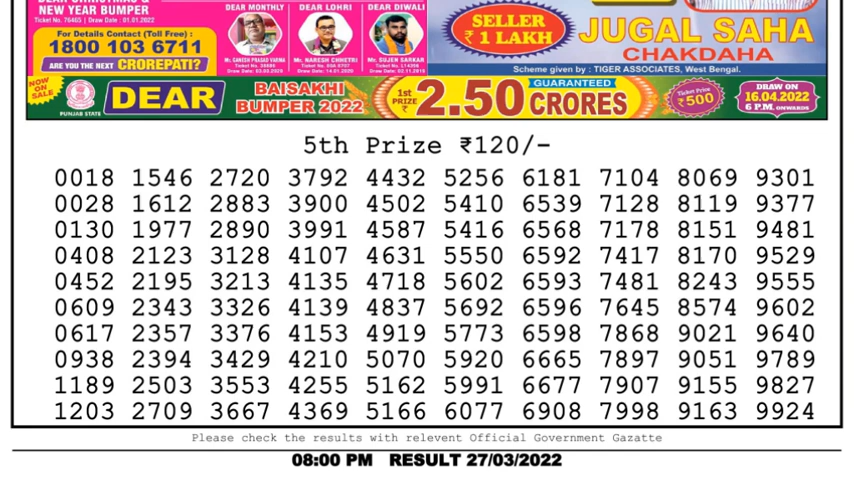 NEW YEAR BUMPER
Ticket No. 76465 | Draw Date : 01.01.2022
For Details Contact (Toll Free) :
1800 103 6711
ARE YOU THE NEXT CROREPATI?
DEAR MONTHLY
DEAR LOHRI
DEAR DIWALI
Mr. NARESH CHHETRI
Mr. SUJEN SARKAR
SELLER
₹ 1 LAKH
JUGAL SAHA
CHAKDAHA
Scheme given by : TIGER ASSOCIATES, West Bengal.
NOW ON SALE
PUNJAB STATE
DEAR
BAISAKHI
BUMPER 2022
1st PRIZE
₹2.50 CRORES
GUARANTEED
Ticket Price
₹500
DRAW ON
16.04.2022
6 P.M. ONWARDS
5th Prize ₹120/-
0018 1546 2720 3792 4432 5256 6181 7104 8069 9301
0028 1612 2883 3900 4502 5410 6539 7128 8119 9377
0130 1977 2890 3991 4587 5416 6568 7178 8151 9481
0408 2123 3128 4107 4631 5550 6592 7417 8170 9529
0452 2195 3213 4135 4718 5602 6593 7481 8243 9555
0609 2343 3326 4139 4837 5692 6596 7645 8574 9602
0617 2357 3376 4153 4919 5773 6598 7868 9021 9640
0938 2394 3429 4210 5070 5920 6665 7897 9051 9789
1189 2503 3553 4255 5162 5991 6677 7907 9155 9827
1203 2709 3667 4369 5166 6077 6908 7998 9163 9924
Please check the results with relevent Official Government Gazatte
08:00 PM RESULT 27/03/2022